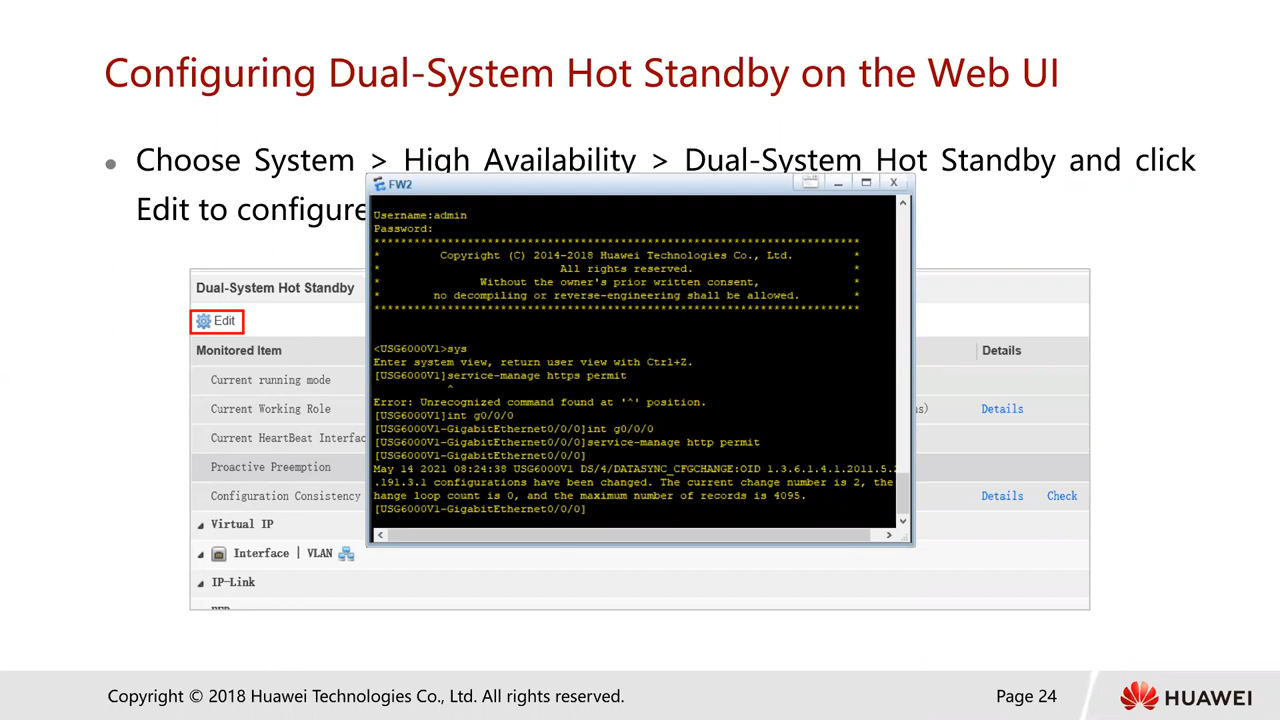 Configuring Dual-System Hot Standby on the Web UI
Choose System > High Availability > Dual-System Hot Standby and click
Edit to configure
FW2
Username:admin
Password:
* Copyright (C) 2014-2018 Huawei Technologies Co., Ltd. *
* All rights reserved. *
* Without the owner's prior written consent, *
* no decompiling or reverse-engineering shall be allowed. *
<USG6000V1>sys
Enter system view, return user view with Ctrl+Z.
[USG6000V1]service-manage https permit
^
Error: Unrecognized command found at '^' position.
[USG6000V1]int g0/0/0
[USG6000V1-GigabitEthernet0/0/0]int g0/0/0
[USG6000V1-GigabitEthernet0/0/0]service-manage http permit
[USG6000V1-GigabitEthernet0/0/0]
May 14 2021 08:24:38 USG6000V1 DS/4/DATASYNC_CFGCHANGE:OID 1.3.6.1.4.1.2011.5.2
.191.3.1 configurations have been changed. The current change number is 2, the
hange loop count is 0, and the maximum number of records is 4095.
[USG6000V1-GigabitEthernet0/0/0]
Dual-System Hot Standby
Edit
Monitored Item Details
Current running mode
Current Working Role s) Details
Current HeartBeat Interfac
Proactive Preemption
Configuration Consistency Details Check
Virtual IP
Interface | VLAN
IP-Link
Copyright © 2018 Huawei Technologies Co., Ltd. All rights reserved.
Page 24
HUAWEI